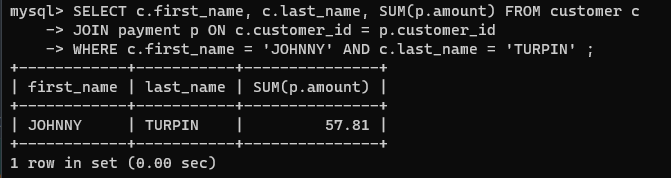 mysql> SELECT c.first_name, c.last_name, SUM(p.amount) FROM customer c
    -> JOIN payment p ON c.customer_id = p.customer_id
    -> WHERE c.first_name = 'JOHNNY' AND c.last_name = 'TURPIN' ;
+------------+-----------+---------------+
| first_name | last_name | SUM(p.amount) |
+------------+-----------+---------------+
| JOHNNY     | TURPIN    |         57.81 |
+------------+-----------+---------------+
1 row in set (0.00 sec)